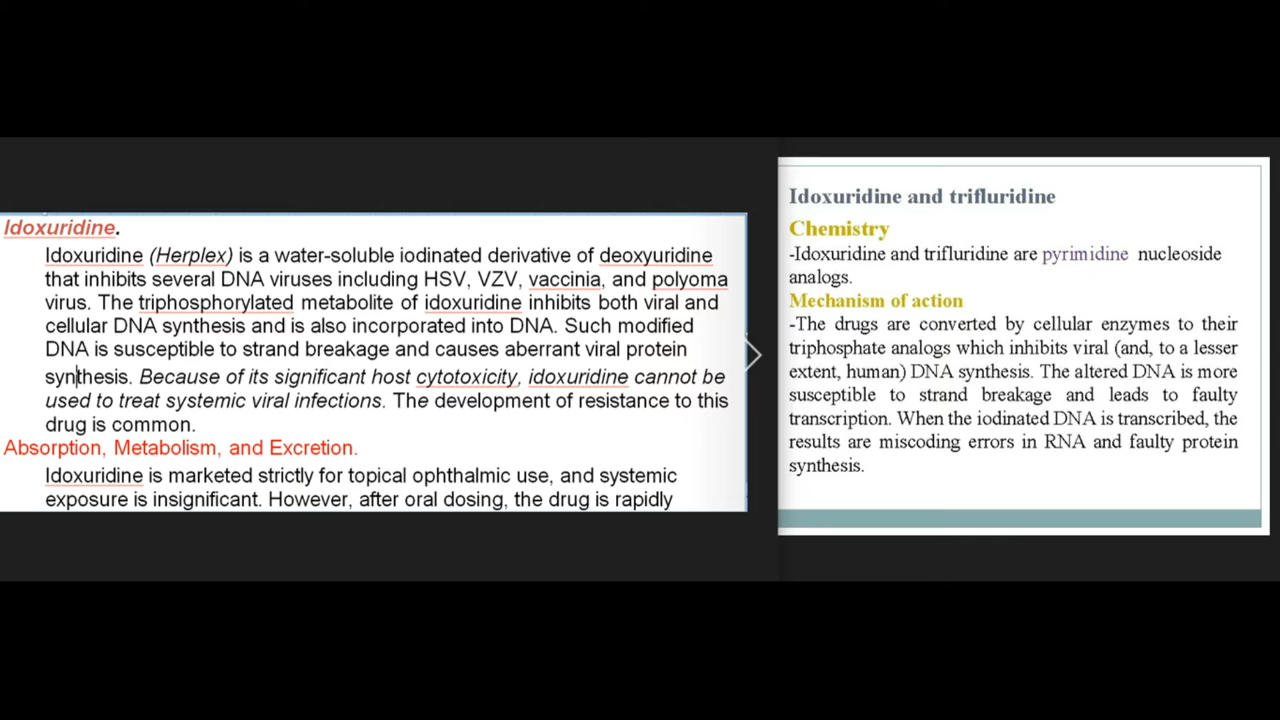 Idoxuridine.
Idoxuridine (Herplex) is a water-soluble iodinated derivative of deoxyuridine
that inhibits several DNA viruses including HSV, VZV, vaccinia, and polyoma
virus. The triphosphorylated metabolite of idoxuridine inhibits both viral and
cellular DNA synthesis and is also incorporated into DNA. Such modified
DNA is susceptible to strand breakage and causes aberrant viral protein
synthesis. Because of its significant host cytotoxicity, idoxuridine cannot be
used to treat systemic viral infections. The development of resistance to this
drug is common.
Absorption, Metabolism, and Excretion.
Idoxuridine is marketed strictly for topical ophthalmic use, and systemic
exposure is insignificant. However, after oral dosing, the drug is rapidly
Idoxuridine and trifluridine
Chemistry
-Idoxuridine and trifluridine are pyrimidine nucleoside
analogs.
Mechanism of action
-The drugs are converted by cellular enzymes to their
triphosphate analogs which inhibits viral (and, to a lesser
extent, human) DNA synthesis. The altered DNA is more
susceptible to strand breakage and leads to faulty
transcription. When the iodinated DNA is transcribed, the
results are miscoding errors in RNA and faulty protein
synthesis.